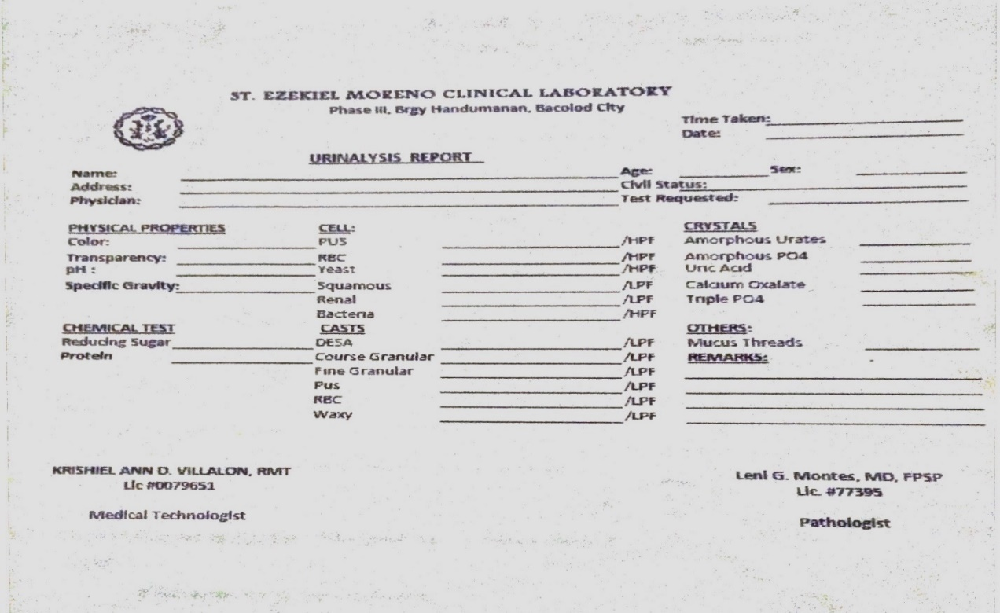 ST. EZEKIEL MORENO CLINICAL LABORATORY
Phase III, Brgy Handumanan, Bacolod City
Time Taken:
Date:
URINALYSIS REPORT
Name: Age: Sex:
Address: Civil Status:
Physician: Test Requested:
PHYSICAL PROPERTIES CELL: CRYSTALS
Color: PUS /HPF Amorphous Urates
Transparency: RBC /HPF Amorphous PO4
pH : Yeast /HPF Uric Acid
Specific Gravity: Squamous /LPF Calcium Oxalate
Renal /LPF Triple PO4
Bacteria /HPF
CHEMICAL TEST CASTS OTHERS:
Reducing Sugar DESA /LPF Mucus Threads
Protein Course Granular /LPF REMARKS:
Fine Granular /LPF
Pus /LPF
RBC /LPF
Waxy /LPF
KRISHIEL ANN D. VILLALON, RMT Leni G. Montes, MD, FPSP
Lic #0079651 Lic. #77395
Medical Technologist Pathologist